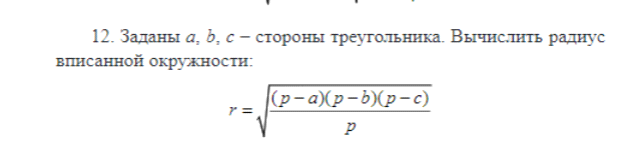 12. Заданы a, b, c – стороны треугольника. Вычислить радиус
вписанной окружности:
r = √((p – a)(p – b)(p – c) / p)